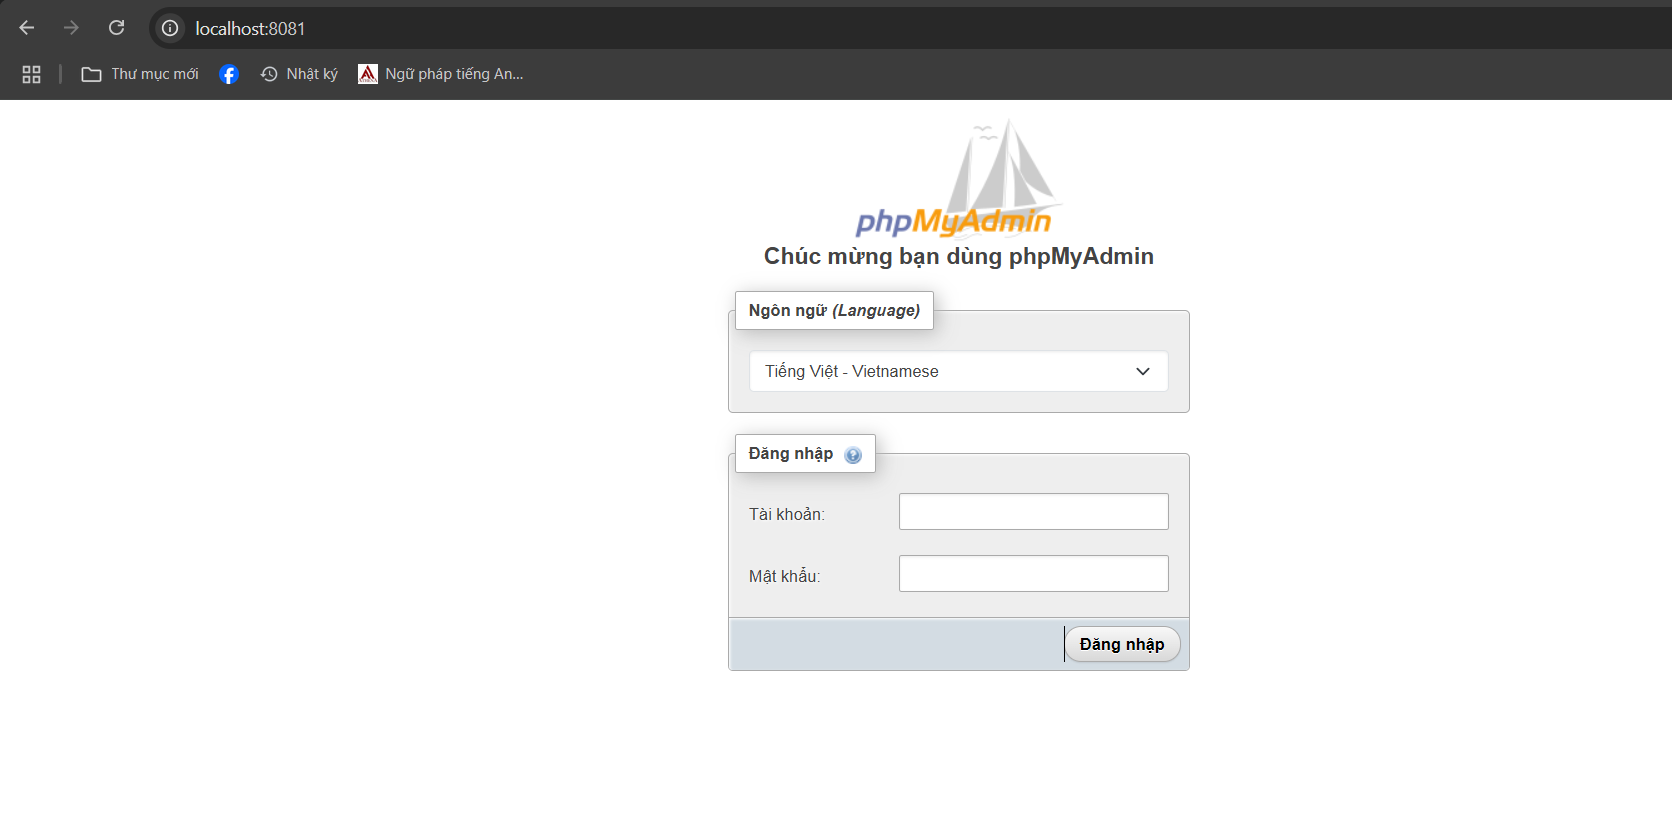 localhost:8081
Thư mục mới
Nhật ký
Ngữ pháp tiếng An...
phpMyAdmin
Chúc mừng bạn dùng phpMyAdmin
Ngôn ngữ (Language)
Tiếng Việt - Vietnamese
Đăng nhập
Tài khoản:
Mật khẩu:
Đăng nhập